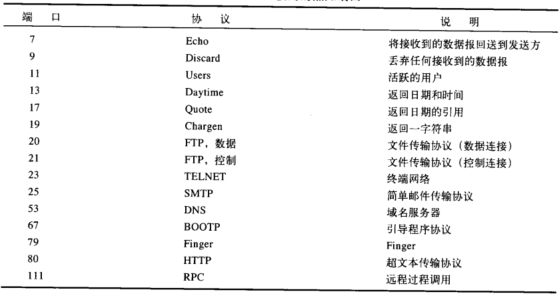 端 口 协 议 说 明
7 Echo 将接收到的数据报回送到发送方
9 Discard 丢弃任何接收到的数据报
11 Users 活跃的用户
13 Daytime 返回日期和时间
17 Quote 返回日期的引用
19 Chargen 返回一字符串
20 FTP，数据 文件传输协议（数据连接）
21 FTP，控制 文件传输协议（控制连接）
23 TELNET 终端网络
25 SMTP 简单邮件传输协议
53 DNS 域名服务器
67 BOOTP 引导程序协议
79 Finger Finger
80 HTTP 超文本传输协议
111 RPC 远程过程调用